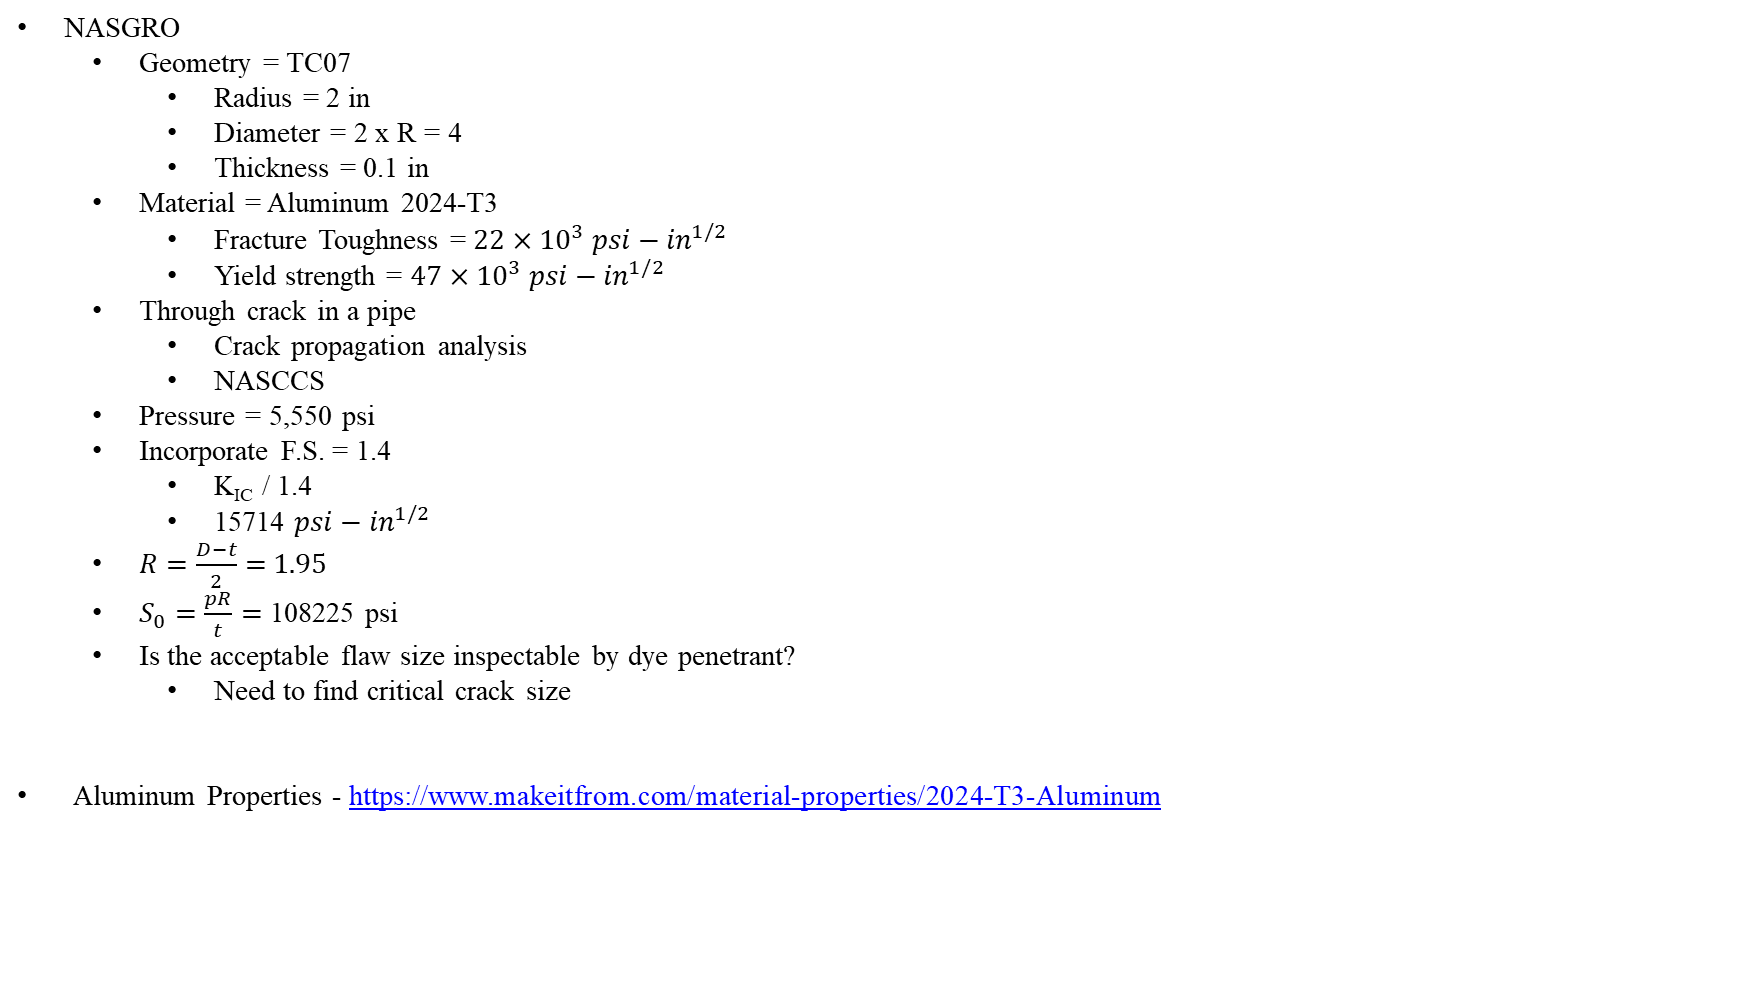 • NASGRO
• Geometry = TC07
• Radius = 2 in
• Diameter = 2 x R = 4
• Thickness = 0.1 in
• Material = Aluminum 2024-T3
• Fracture Toughness = 22 × 10³ psi − in^1/2
• Yield strength = 47 × 10³ psi − in^1/2
• Through crack in a pipe
• Crack propagation analysis
• NASCCS
• Pressure = 5,550 psi
• Incorporate F.S. = 1.4
• K_IC / 1.4
• 15714 psi − in^1/2
• R = (D−t)/2 = 1.95
• S₀ = pR/t = 108225 psi
• Is the acceptable flaw size inspectable by dye penetrant?
• Need to find critical crack size
• Aluminum Properties - https://www.makeitfrom.com/material-properties/2024-T3-Aluminum